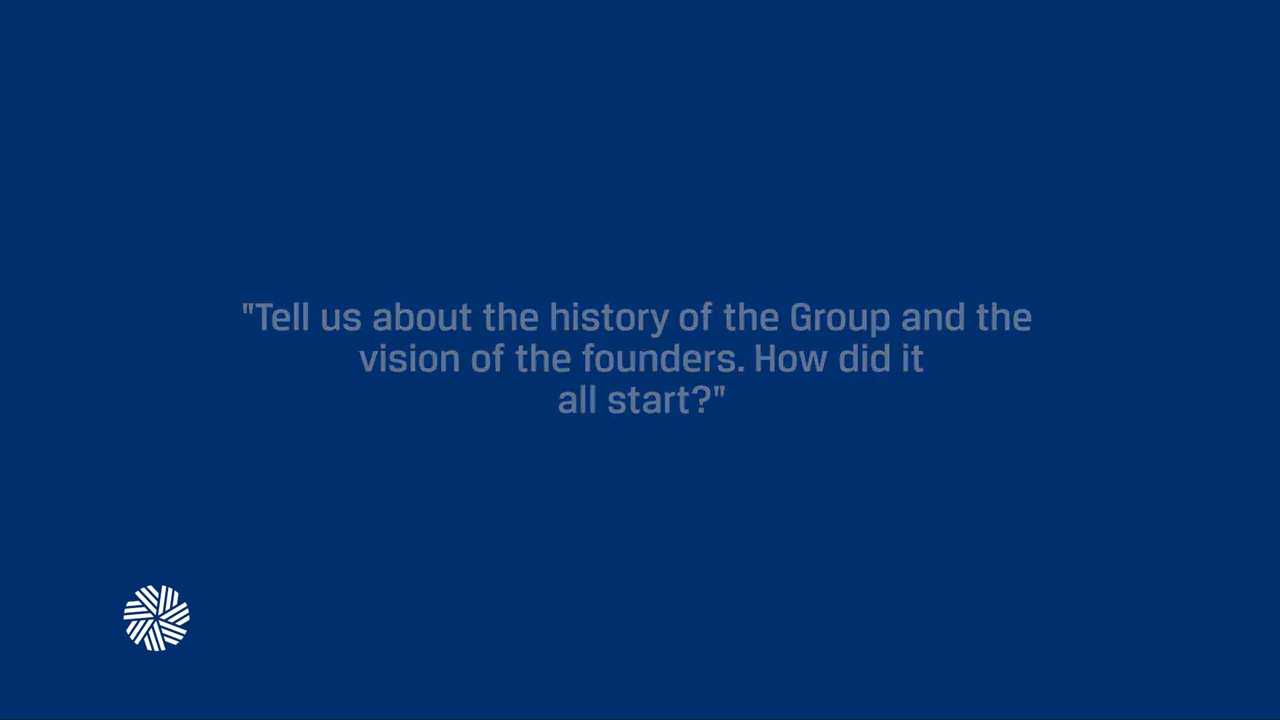 "Tell us about the history of the Group and the
vision of the founders. How did it
all start?"